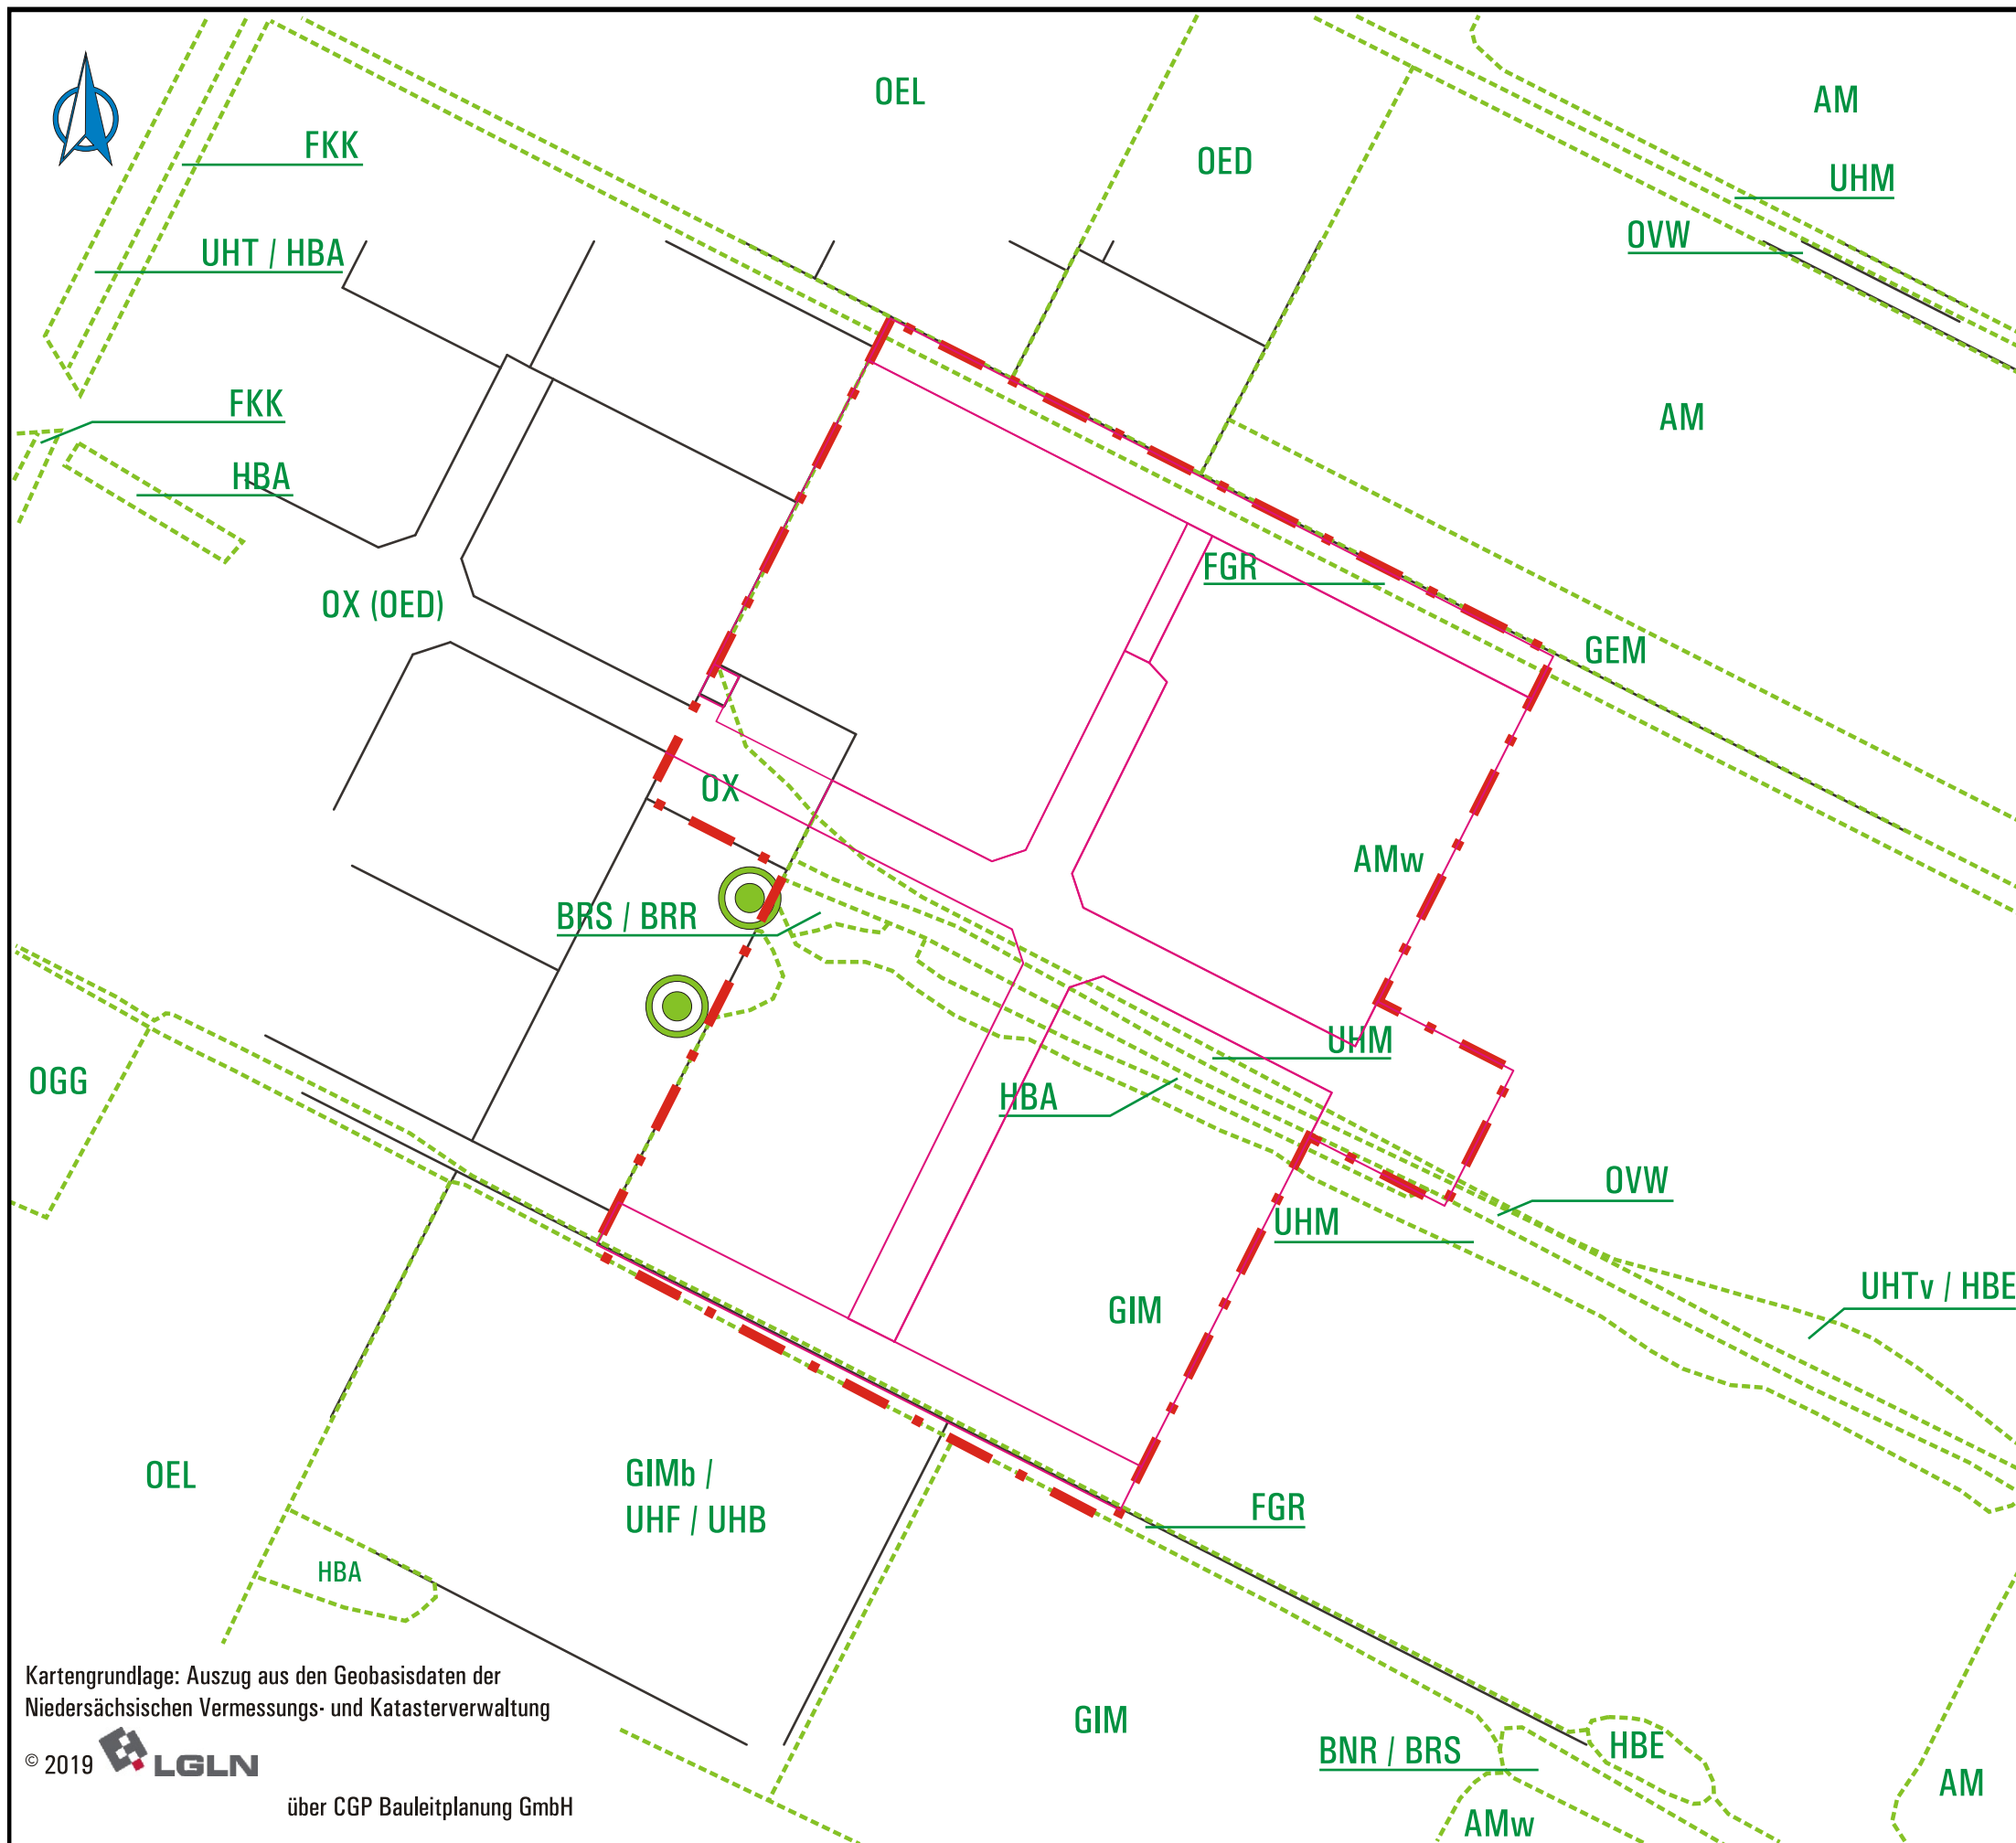 OEL
AM
FKK
OED
UHM
UHT / HBA
OVW
FKK
AM
HBA
FGR
OX (OED)
GEM
OX
AMw
BRS / BRR
UHM
OGG
HBA
OVW
UHM
UHTv / HBE
GIM
OEL
GIMb /
UHF / UHB
FGR
HBA
Kartengrundlage: Auszug aus den Geobasisdaten der
Niedersächsischen Vermessungs- und Katasterverwaltung
© 2019 LGLN
über CGP Bauleitplanung GmbH
GIM
BNR / BRS
HBE
AM
AMw